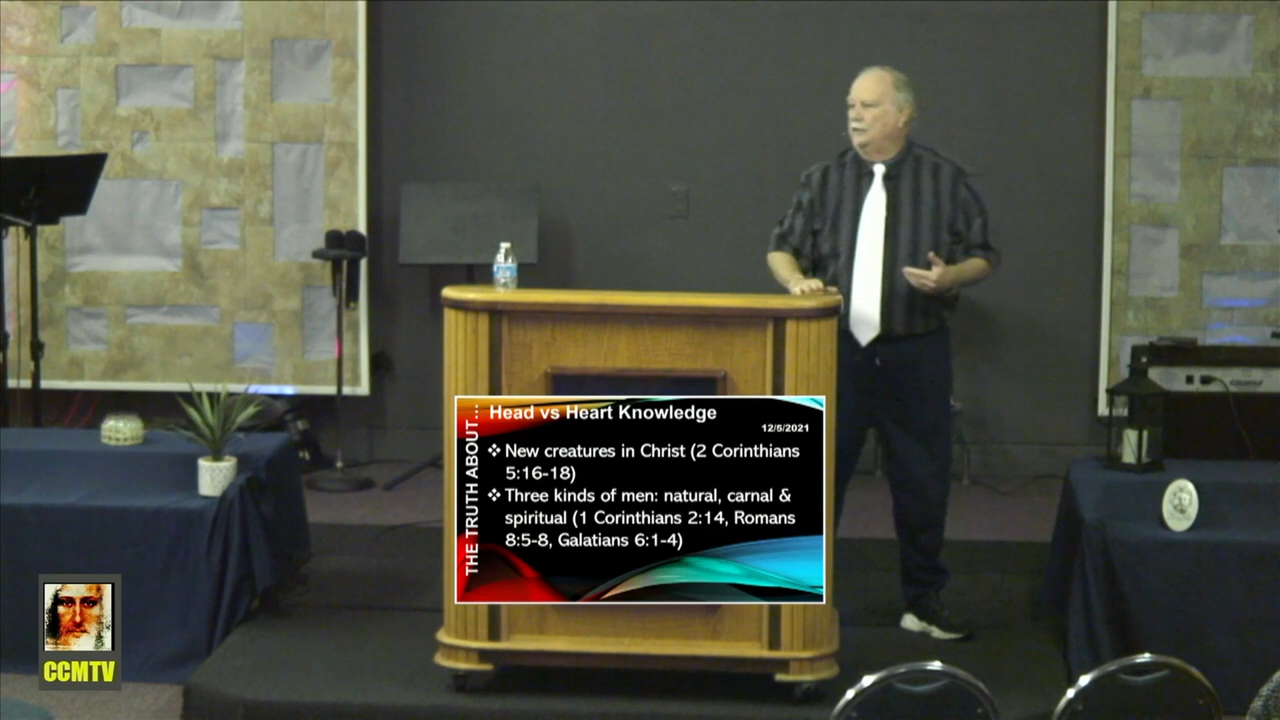 THE TRUTH ABOUT…
Head vs Heart Knowledge
12/5/2021
❖ New creatures in Christ (2 Corinthians
5:16-18)
❖ Three kinds of men: natural, carnal &
spiritual (1 Corinthians 2:14, Romans
8:5-8, Galatians 6:1-4)
CCMTV